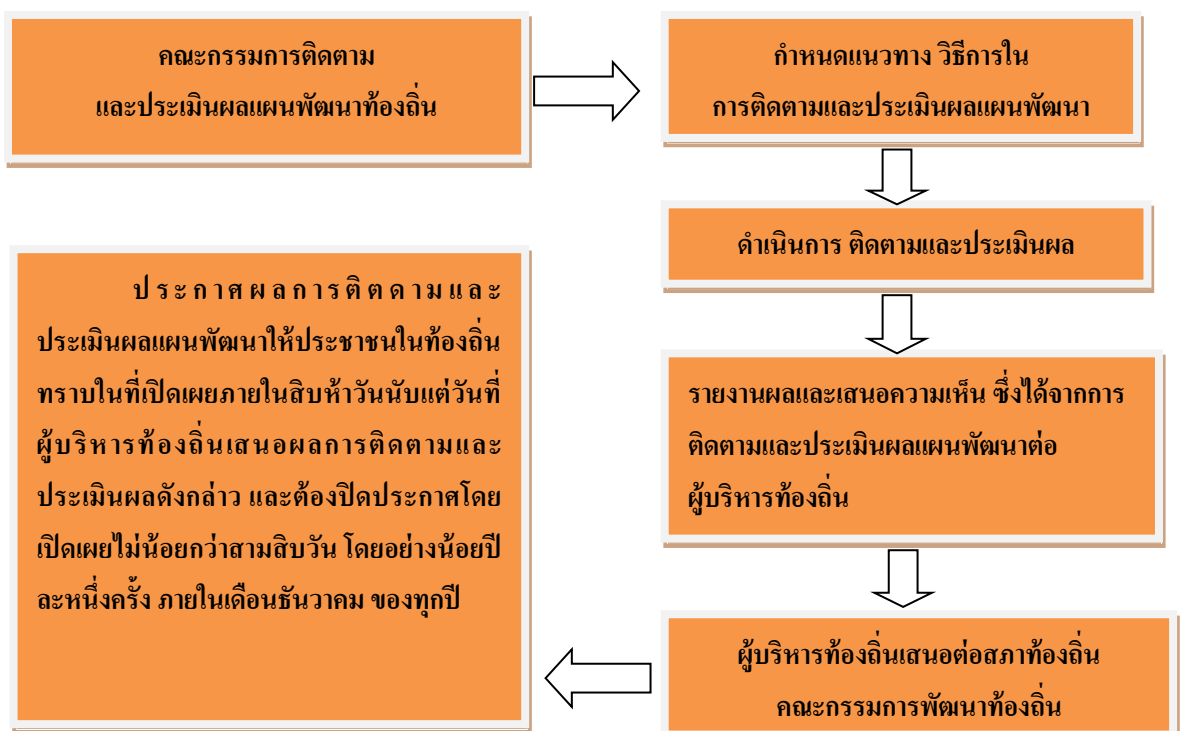 คณะกรรมการติดตาม
และประเมินผลแผนพัฒนาท้องถิ่น
กำหนดแนวทาง วิธีการใน
การติดตามและประเมินผลแผนพัฒนา
ดำเนินการ ติดตามและประเมินผล
รายงานผลและเสนอความเห็น ซึ่งได้จากการ
ติดตามและประเมินผลแผนพัฒนาต่อ
ผู้บริหารท้องถิ่น
ผู้บริหารท้องถิ่นเสนอต่อสภาท้องถิ่น
คณะกรรมการพัฒนาท้องถิ่น
ประกาศผลการติตดามและ
ประเมินผลแผนพัฒนาให้ประชาชนในท้องถิ่น
ทราบในที่เปิดเผยภายในสิบห้าวันนับแต่วันที่
ผู้บริหารท้องถิ่นเสนอผลการติดตามและ
ประเมินผลดังกล่าว และต้องปิดประกาศโดย
เปิดเผยไม่น้อยกว่าสามสิบวัน โดยอย่างน้อยปี
ละหนึ่งครั้ง ภายในเดือนธันวาคม ของทุกปี